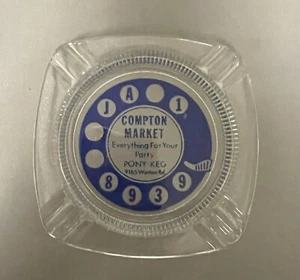 J A 1
COMPTON
MARKET
Everything For Your
Party
PONY KEG
8 9 3 9